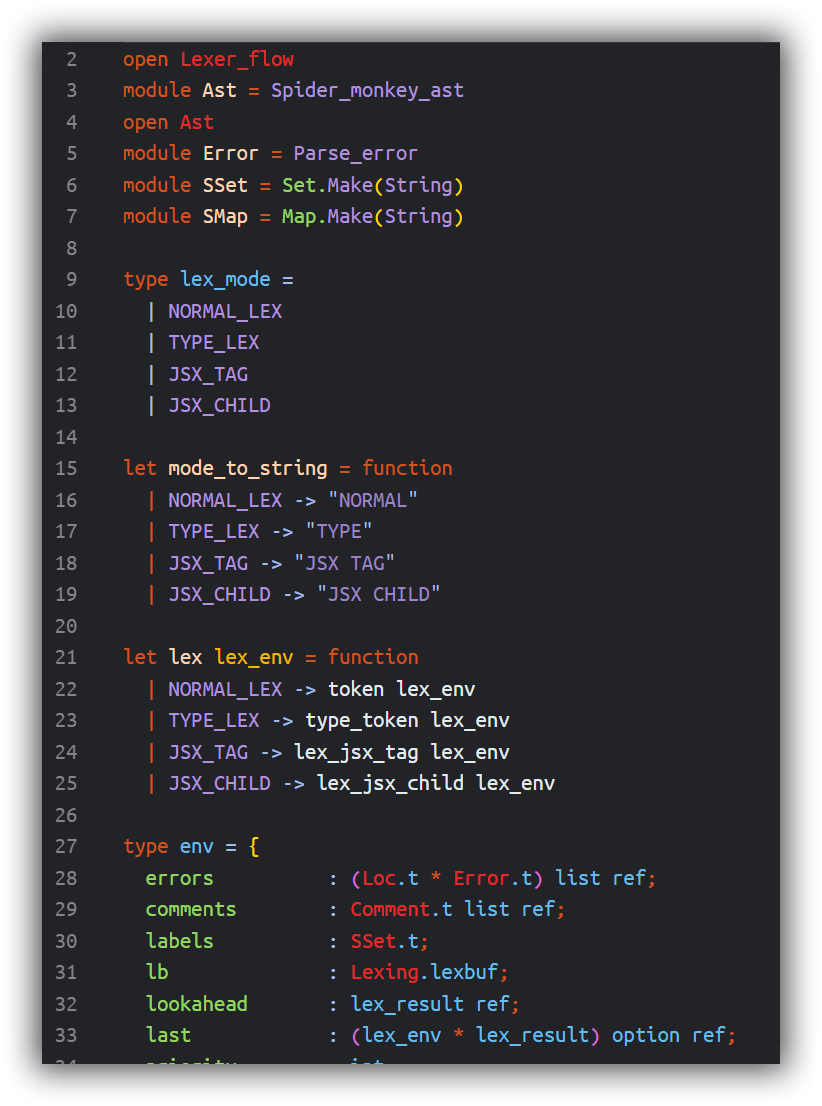 2 open Lexer_flow
3 module Ast = Spider_monkey_ast
4 open Ast
5 module Error = Parse_error
6 module SSet = Set.Make(String)
7 module SMap = Map.Make(String)
8
9 type lex_mode =
10 | NORMAL_LEX
11 | TYPE_LEX
12 | JSX_TAG
13 | JSX_CHILD
14
15 let mode_to_string = function
16 | NORMAL_LEX -> "NORMAL"
17 | TYPE_LEX -> "TYPE"
18 | JSX_TAG -> "JSX TAG"
19 | JSX_CHILD -> "JSX CHILD"
20
21 let lex lex_env = function
22 | NORMAL_LEX -> token lex_env
23 | TYPE_LEX -> type_token lex_env
24 | JSX_TAG -> lex_jsx_tag lex_env
25 | JSX_CHILD -> lex_jsx_child lex_env
26
27 type env = {
28 errors : (Loc.t * Error.t) list ref;
29 comments : Comment.t list ref;
30 labels : SSet.t;
31 lb : Lexing.lexbuf;
32 lookahead : lex_result ref;
33 last : (lex_env * lex_result) option ref;